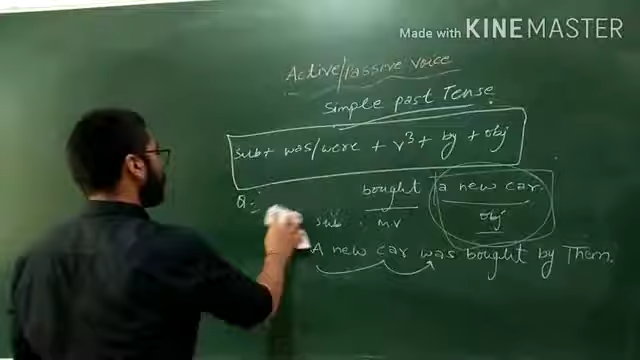 Made with KINEMASTER
Active/Passive Voice
Simple past Tense.
Sub + was/were + v³ + by + obj
Q:- bought a new car.
Sub . M.V obj
A new car was bought by Them.